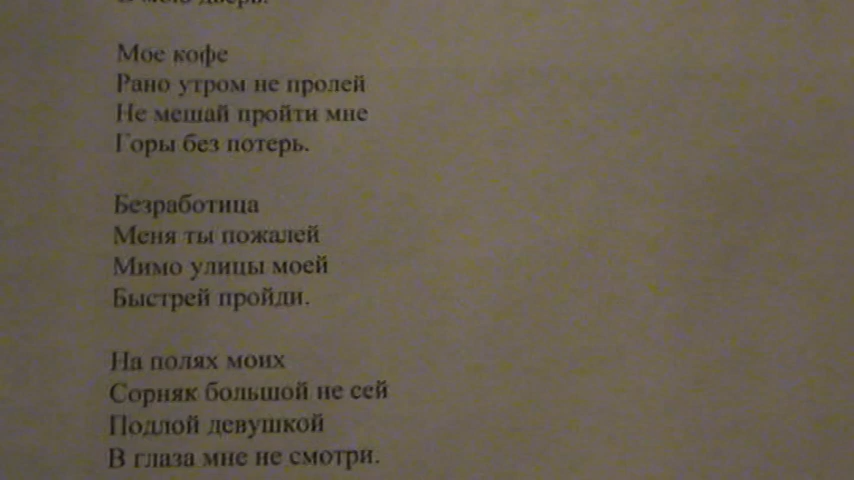 дверь.
Мое кофе
Рано утром не пролей
Не мешай пройти мне
Горы без потерь.
Безработица
Меня ты пожалей
Мимо улицы моей
Быстрей пройди.
На полях моих
Сорняк большой не сей
Подлой девушкой
В глаза мне не смотри.